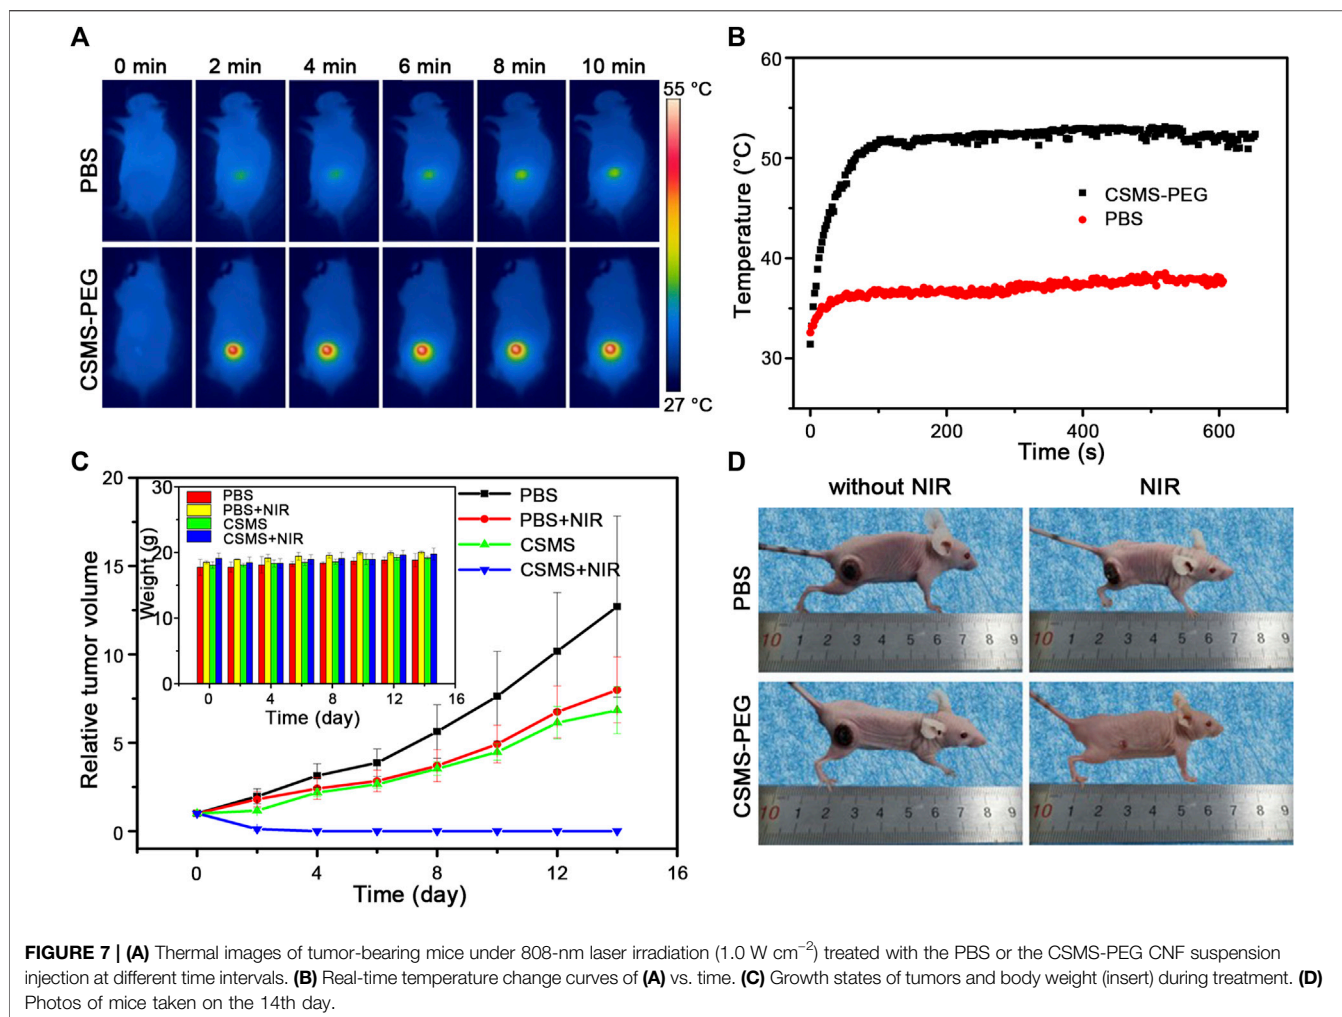 A
0 min 2 min 4 min 6 min 8 min 10 min
55 °C
PBS
CSMS-PEG
27 °C
B
60
50
40
30
Temperature (°C)
CSMS-PEG
PBS
0 200 400 600
Time (s)
C
20
15
10
5
0
Relative tumor volume
PBS
PBS+NIR
CSMS
CSMS+NIR
0 4 8 12 16
Time (day)
30
20
10
0
Weight (g)
PBS
PBS+NIR
CSMS
CSMS+NIR
0 4 8 12 16
Time (day)
D
without NIR NIR
PBS
10 1 2 3 4 5 6 7 8 9
10 1 2 3 4 5 6 7 8 9
CSMS-PEG
10 1 2 3 4 5 6 7 8 9
10 1 2 3 4 5 6 7 8 9
FIGURE 7 | (A) Thermal images of tumor-bearing mice under 808-nm laser irradiation (1.0 W cm⁻²) treated with the PBS or the CSMS-PEG CNF suspension
injection at different time intervals. (B) Real-time temperature change curves of (A) vs. time. (C) Growth states of tumors and body weight (insert) during treatment. (D)
Photos of mice taken on the 14th day.